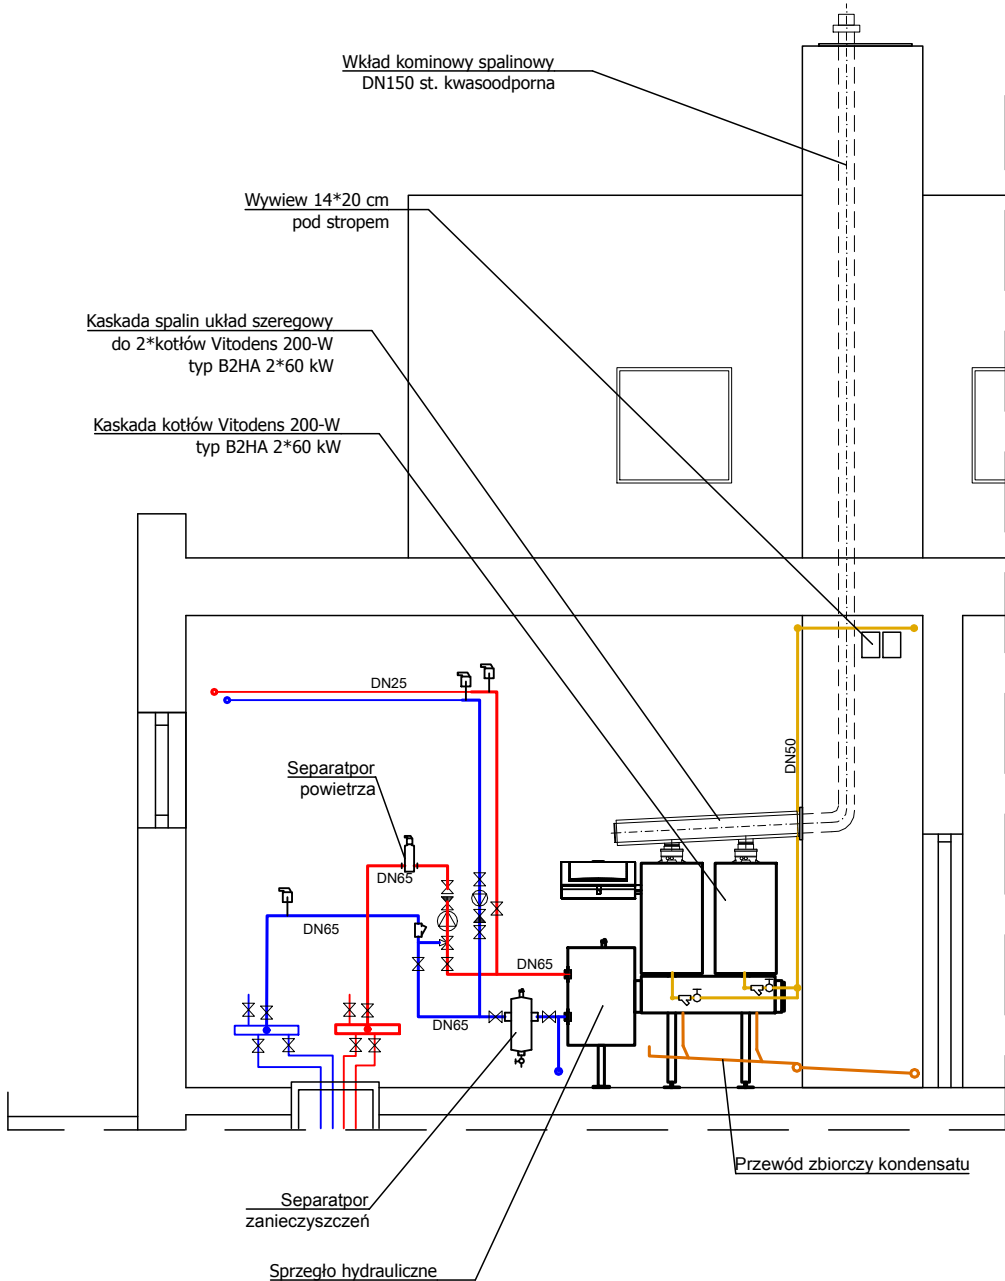 Wkład kominowy spalinowy
DN150 st. kwasoodporna
Wywiew 14*20 cm
pod stropem
Kaskada spalin układ szeregowy
do 2*kotłów Vitodens 200-W
typ B2HA 2*60 kW
Kaskada kotłów Vitodens 200-W
typ B2HA 2*60 kW
DN25
DN50
Separatpor
powietrza
DN65
DN65
DN65
DN65
Przewód zbiorczy kondensatu
Separatpor
zanieczyszczeń
Sprzęgło hydrauliczne